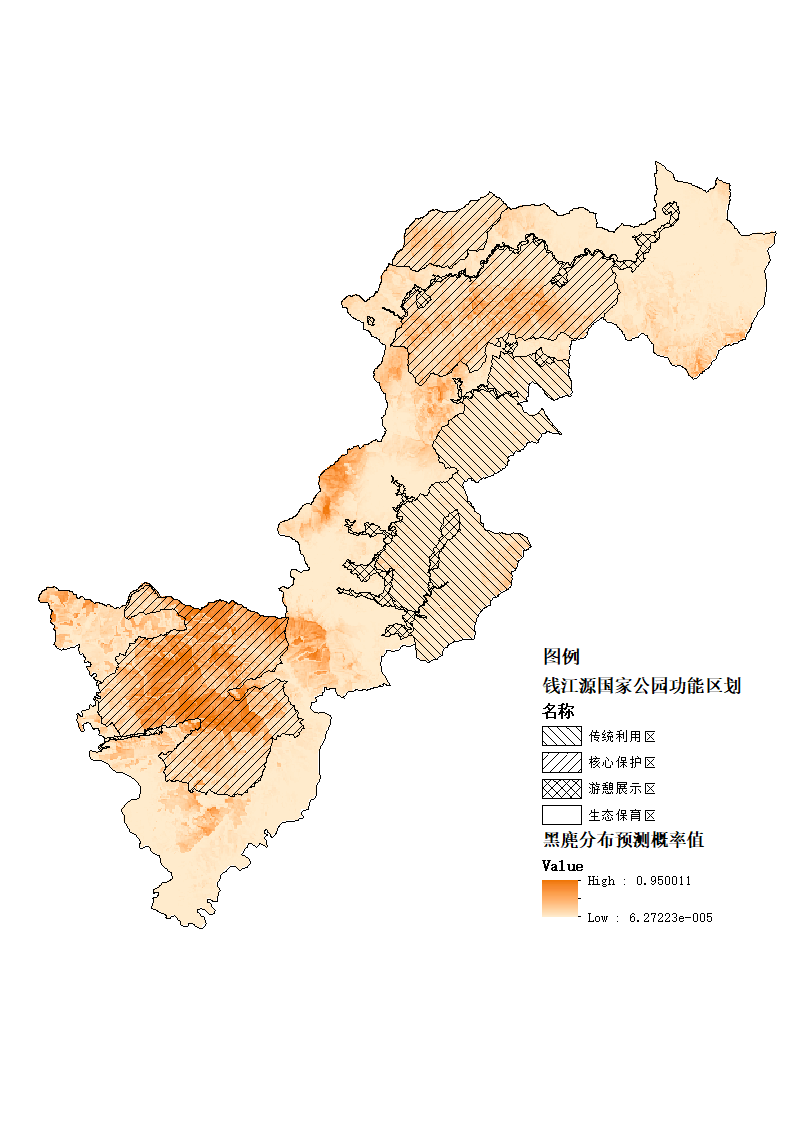 图例
钱江源国家公园功能区划
名称
传统利用区
核心保护区
游憩展示区
生态保育区
黑麂分布预测概率值
Value
High : 0.950011
Low : 6.27223e-005